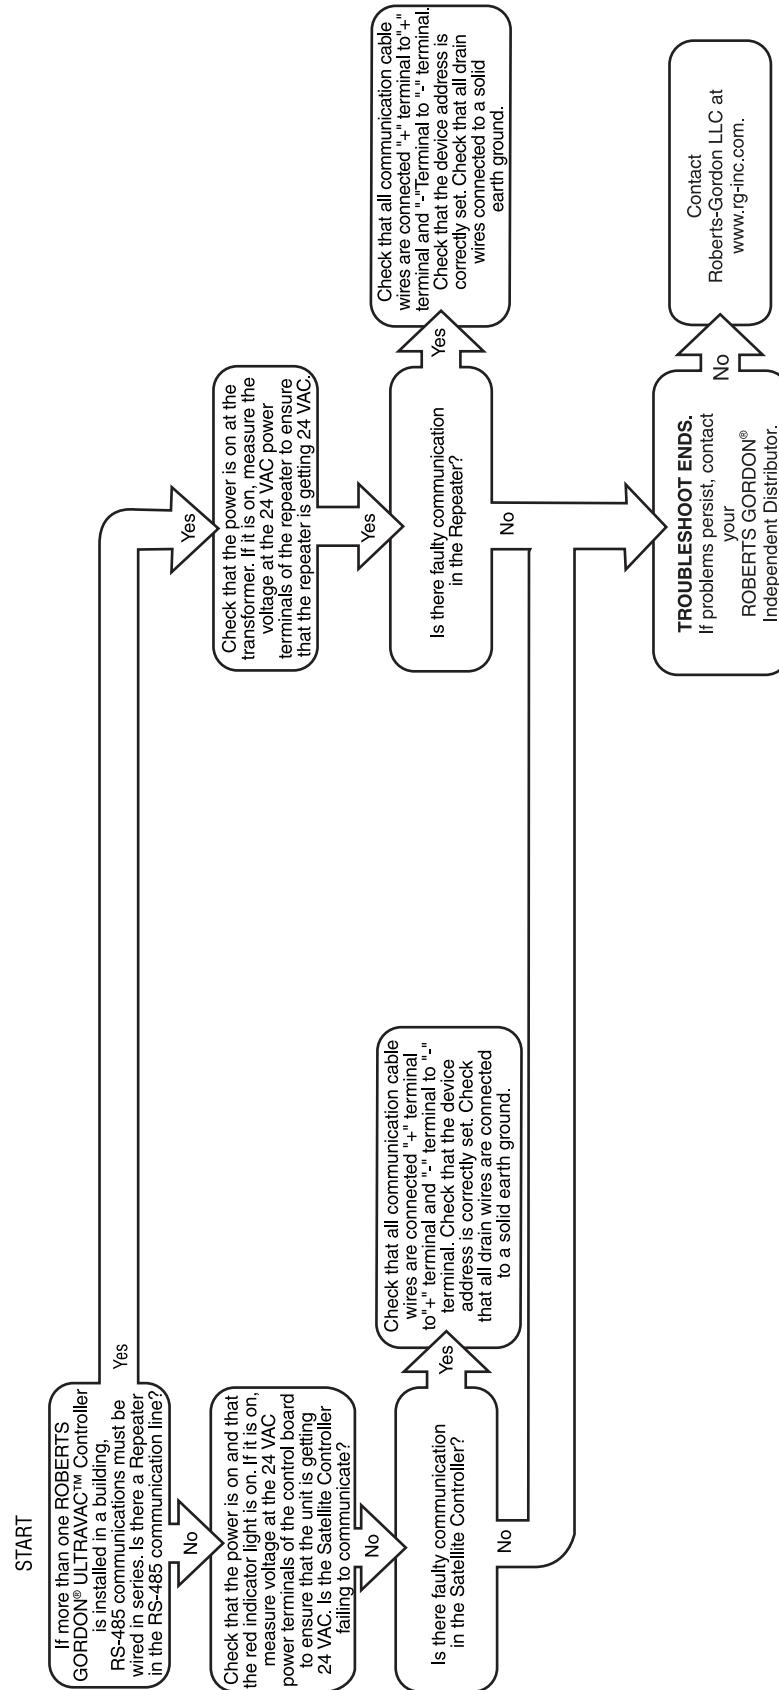 START
If more than one ROBERTS
GORDON® ULTRAVAC™ Controller
is installed in a building,
RS-485 communications must be
wired in series. Is there a Repeater
in the RS-485 communication line?
Yes
No
Check that the power is on and that
the red indicator light is on. If it is on,
measure voltage at the 24 VAC
power terminals of the control board
to ensure that the unit is getting
24 VAC. Is the Satellite Controller
failing to communicate?
No
Is there faulty communication
in the Satellite Controller?
Yes
No
Check that all communication cable
wires are connected "+" terminal
to"+" terminal and "-" terminal to "-"
terminal. Check that the device
address is correctly set. Check
that all drain wires are connected
to a solid earth ground.
Yes
Check that the power is on at the
transformer. If it is on, measure the
voltage at the 24 VAC power
terminals of the repeater to ensure
that the repeater is getting 24 VAC.
Yes
Is there faulty communication
in the Repeater?
Yes
No
Check that all communication cable
wires are connected "+" terminal to"+"
terminal and "-"Terminal to "-" terminal.
Check that the device address is
correctly set. Check that all drain
wires connected to a solid
earth ground.
TROUBLESHOOT ENDS.
If problems persist, contact
your
ROBERTS GORDON®
Independent Distributor.
No
Contact
Roberts-Gordon LLC at
www.rg-inc.com.